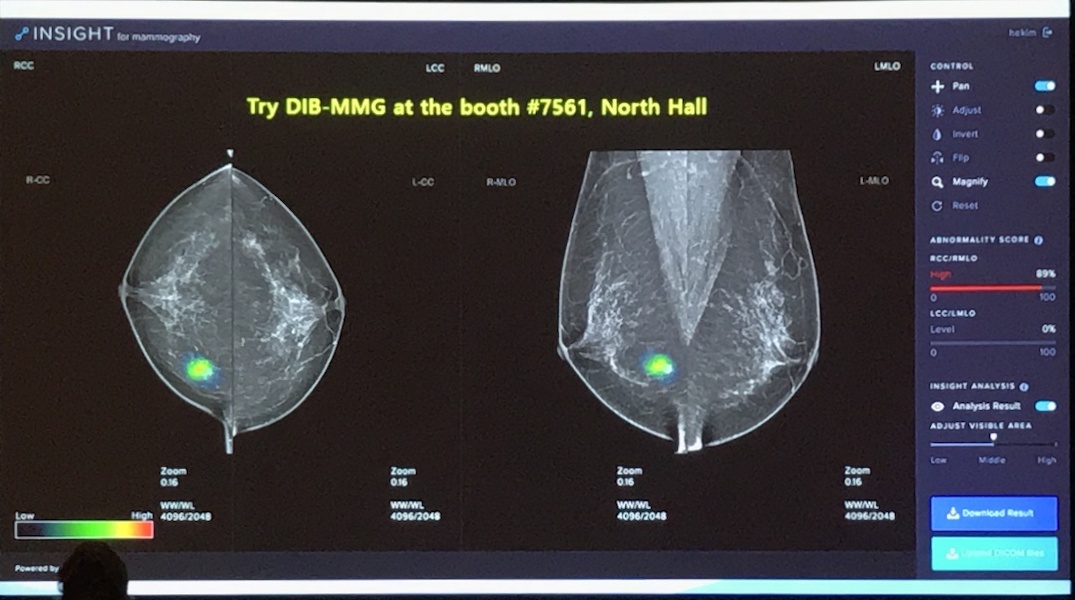 INSIGHT for mammography
hakim
RCC
LCC
RMLO
LMLO
Try DIB-MMG at the booth #7561, North Hall
R-CC
L-CC
R-MLO
L-MLO
Zoom
0.16
WW/WL
4096/2048
Zoom
0.16
WW/WL
4096/2048
Zoom
0.16
WW/WL
4096/2048
Zoom
0.16
WW/WL
4096/2048
Low
High
Powered by
CONTROL
Pan
Adjust
Invert
Flip
Magnify
Reset
ABNORMALITY SCORE
RCC/RMLO
High 89%
0 100
LCC/LMLO
Level 0%
0 100
INSIGHT ANALYSIS
Analysis Result
ADJUST VISIBLE AREA
Low Middle High
Download Result
Upload DICOM files